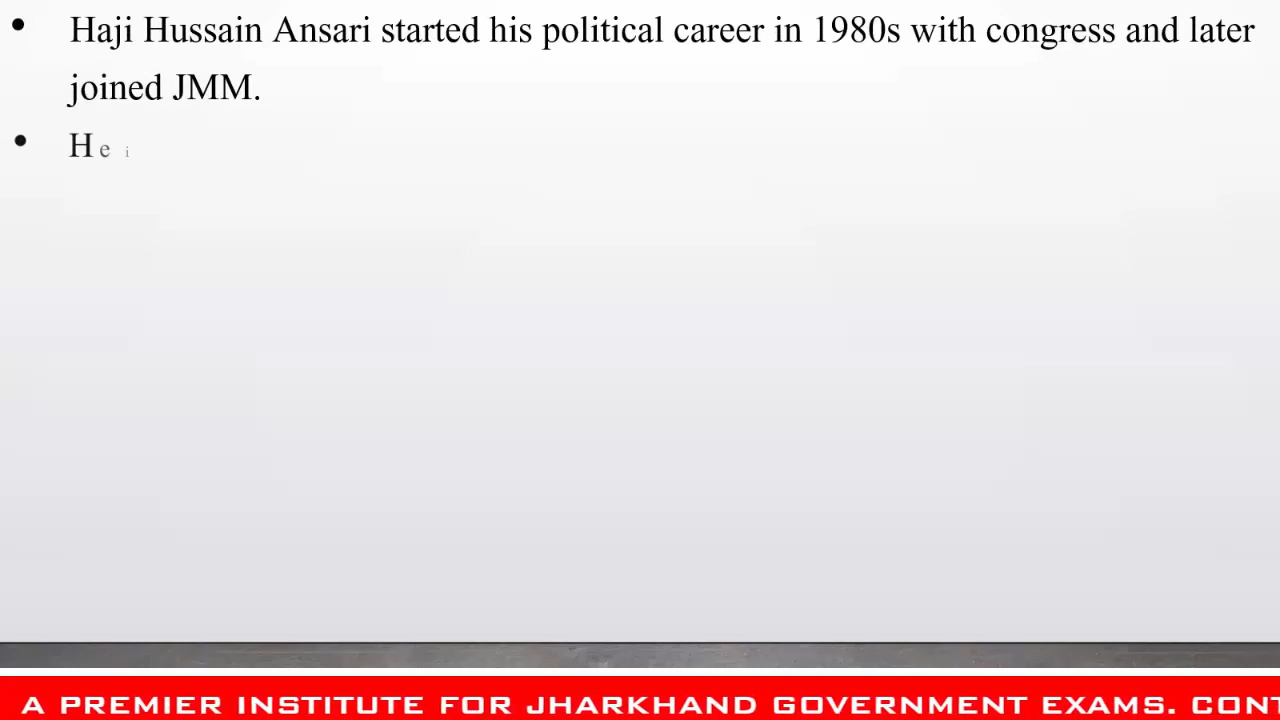 • Haji Hussain Ansari started his political career in 1980s with congress and later
joined JMM.
• He i
A PREMIER INSTITUTE FOR JHARKHAND GOVERNMENT EXAMS. CONT